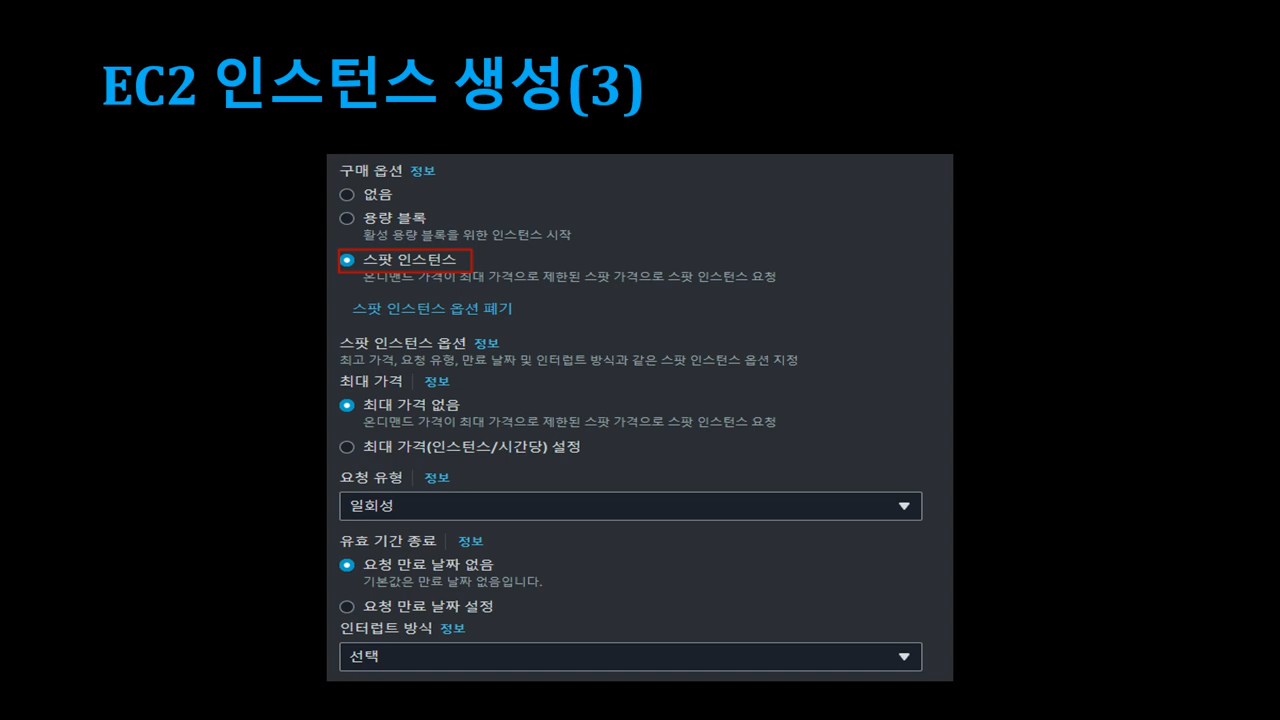 EC2 인스턴스 생성(3)
구매 옵션 정보
없음
용량 블록
활성 용량 블록을 위한 인스턴스 시작
스팟 인스턴스
온디맨드 가격이 최대 가격으로 제한된 스팟 가격으로 스팟 인스턴스 요청
스팟 인스턴스 옵션 폐기
스팟 인스턴스 옵션 정보
최고 가격, 요청 유형, 만료 날짜 및 인터럽트 방식과 같은 스팟 인스턴스 옵션 지정
최대 가격 정보
최대 가격 없음
온디맨드 가격이 최대 가격으로 제한된 스팟 가격으로 스팟 인스턴스 요청
최대 가격(인스턴스/시간당) 설정
요청 유형 정보
일회성
유효 기간 종료 정보
요청 만료 날짜 없음
기본값은 만료 날짜 없음입니다.
요청 만료 날짜 설정
인터럽트 방식 정보
선택